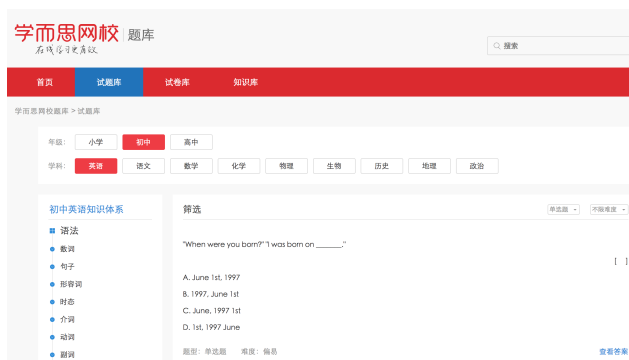 学而思网校 题库
在线学习更有效
搜索
首页 试题库 试卷库 知识库
学而思网校题库 > 试题库
年级: 小学 初中 高中
学科: 英语 语文 数学 化学 物理 生物 历史 地理 政治
初中英语知识体系
语法
数词
句子
形容词
时态
介词
动词
副词
筛选 单选题 不限难度
"When were you born?" "I was born on ______."
[ ]
A. June 1st, 1997
B. 1997, June 1st
C. June, 1997 1st
D. 1st, 1997 June
题型: 单选题 难度: 偏易 查看答案